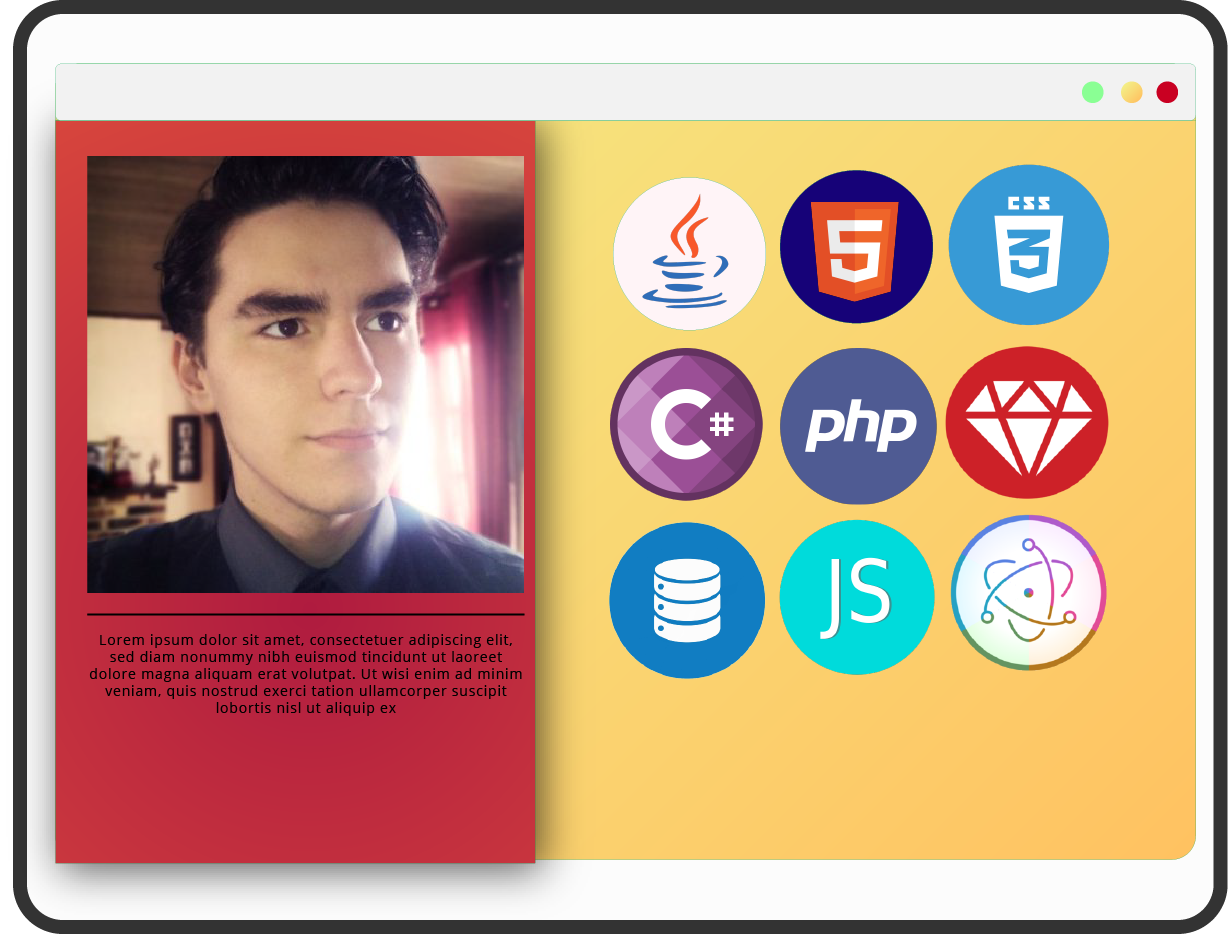 CSS
5
3
C#
php
JS
Lorem ipsum dolor sit amet, consectetuer adipiscing elit,
sed diam nonummy nibh euismod tincidunt ut laoreet
dolore magna aliquam erat volutpat. Ut wisi enim ad minim
veniam, quis nostrud exerci tation ullamcorper suscipit
lobortis nisl ut aliquip ex